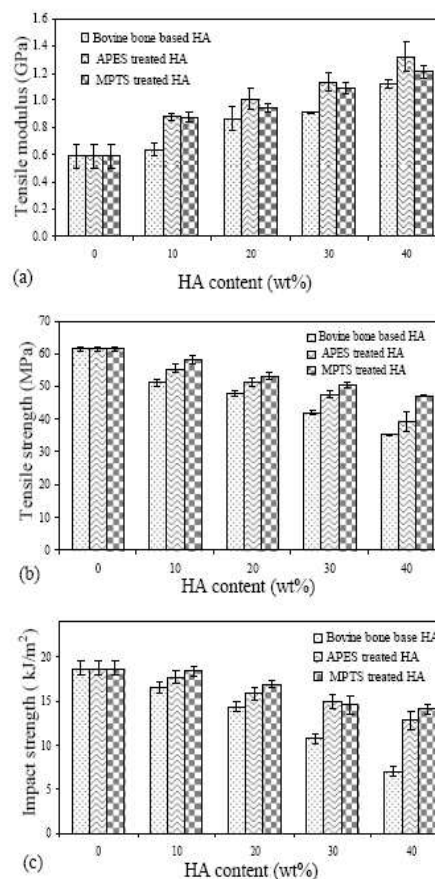 1.6
1.4
1.2
1.0
0.8
0.6
0.4
0.2
0.0
Tensile modulus (GPa)
Bovine bone based HA
APES treated HA
MPTS treated HA
0 10 20 30 40
(a)
HA content (wt%)
70
60
50
40
30
20
10
0
Tensile strength (MPa)
Bovine bone based HA
APES treated HA
MPTS treated HA
0 10 20 30 40
(b)
HA content (wt%)
20
15
10
5
0
Impact strength ( kJ/m²)
Bovine bone base HA
APES treated HA
MPTS treated HA
0 10 20 30 40
(c)
HA content (wt%)